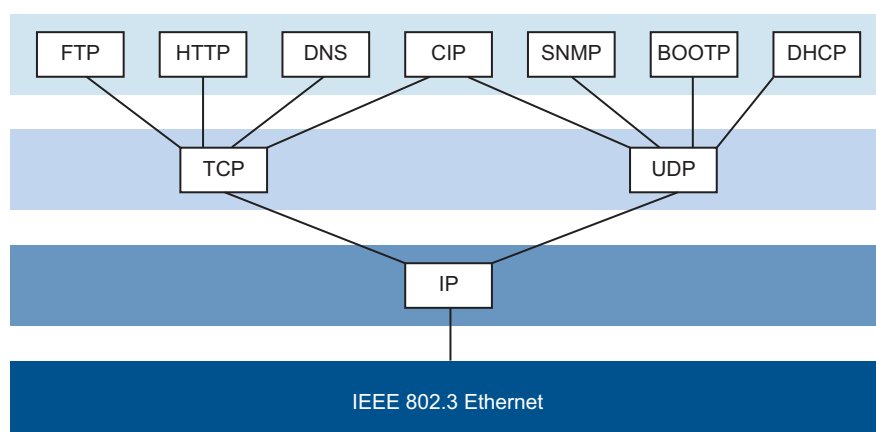 FTP HTTP DNS CIP SNMP BOOTP DHCP
TCP UDP
IP
IEEE 802.3 Ethernet